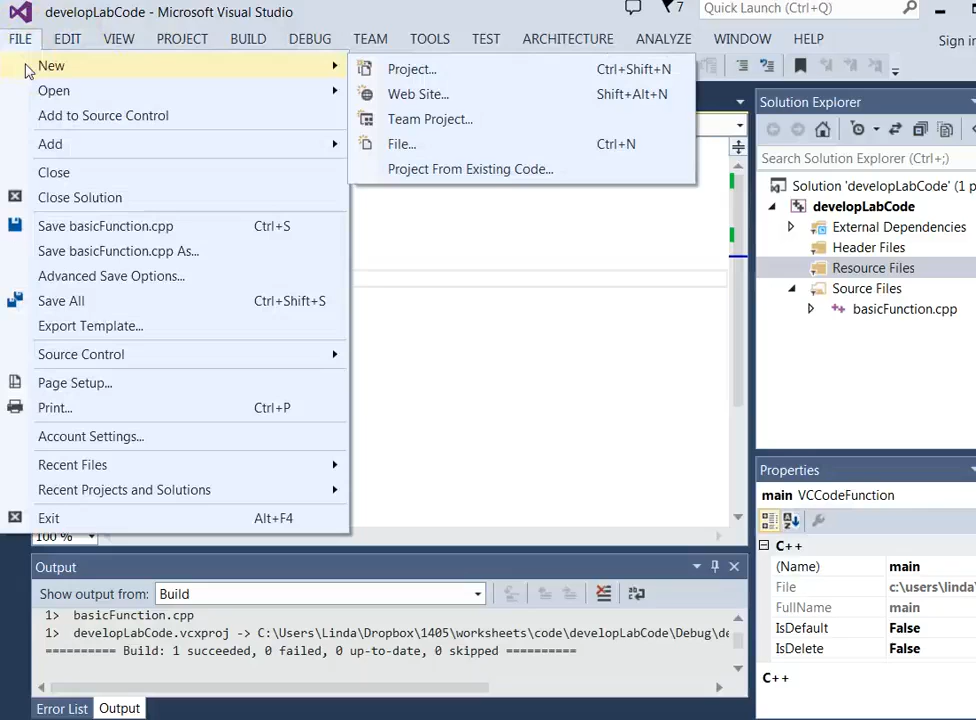 developLabCode - Microsoft Visual Studio
7
Quick Launch (Ctrl+Q)
FILE EDIT VIEW PROJECT BUILD DEBUG TEAM TOOLS TEST ARCHITECTURE ANALYZE WINDOW HELP
Sign in
New
Open
Add to Source Control
Add
Close
Close Solution
Save basicFunction.cpp Ctrl+S
Save basicFunction.cpp As...
Advanced Save Options...
Save All Ctrl+Shift+S
Export Template...
Source Control
Page Setup...
Print... Ctrl+P
Account Settings...
Recent Files
Recent Projects and Solutions
Exit Alt+F4
Project... Ctrl+Shift+N
Web Site... Shift+Alt+N
Team Project...
File... Ctrl+N
Project From Existing Code...
100 %
Solution Explorer
Search Solution Explorer (Ctrl+;)
Solution 'developLabCode' (1 p
developLabCode
External Dependencies
Header Files
Resource Files
Source Files
basicFunction.cpp
Properties
main VCCodeFunction
C++
(Name) main
File c:\users\linda
FullName main
IsDefault False
IsDelete False
C++
Output
Show output from: Build
1> basicFunction.cpp
1> developLabCode.vcxproj -> C:\Users\Linda\Dropbox\1405\worksheets\code\developLabCode\Debug\de
========== Build: 1 succeeded, 0 failed, 0 up-to-date, 0 skipped ==========
Error List Output